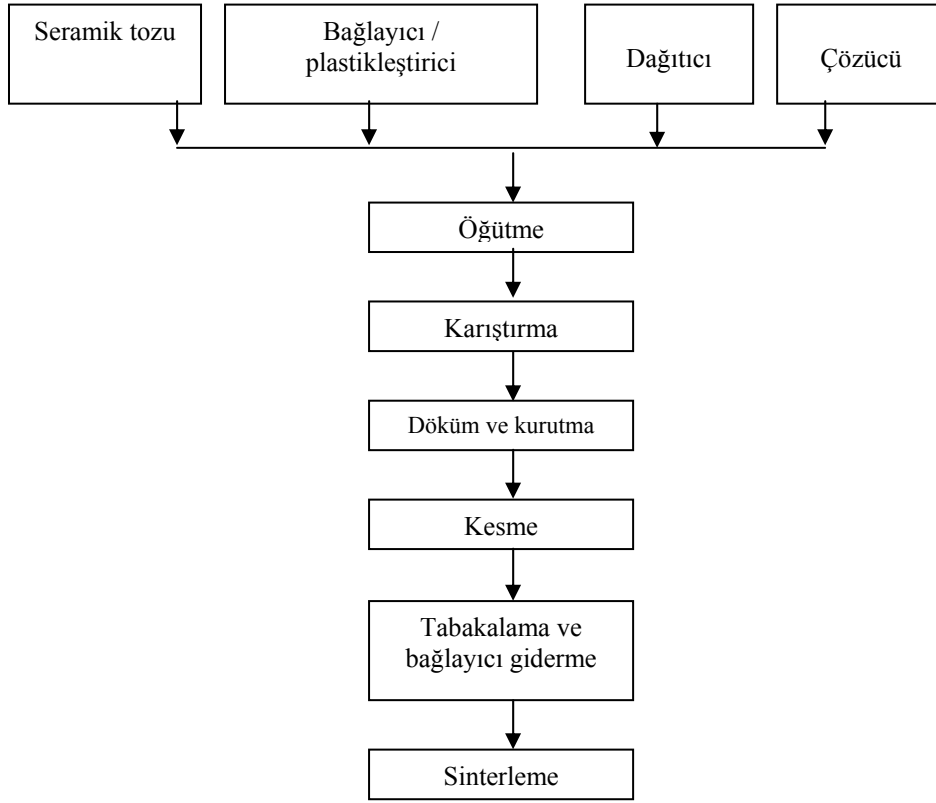 Seramik tozu
Bağlayıcı /
plastikleştirici
Dağıtıcı
Çözücü
Öğütme
Karıştırma
Döküm ve kurutma
Kesme
Tabakalama ve
bağlayıcı giderme
Sinterleme